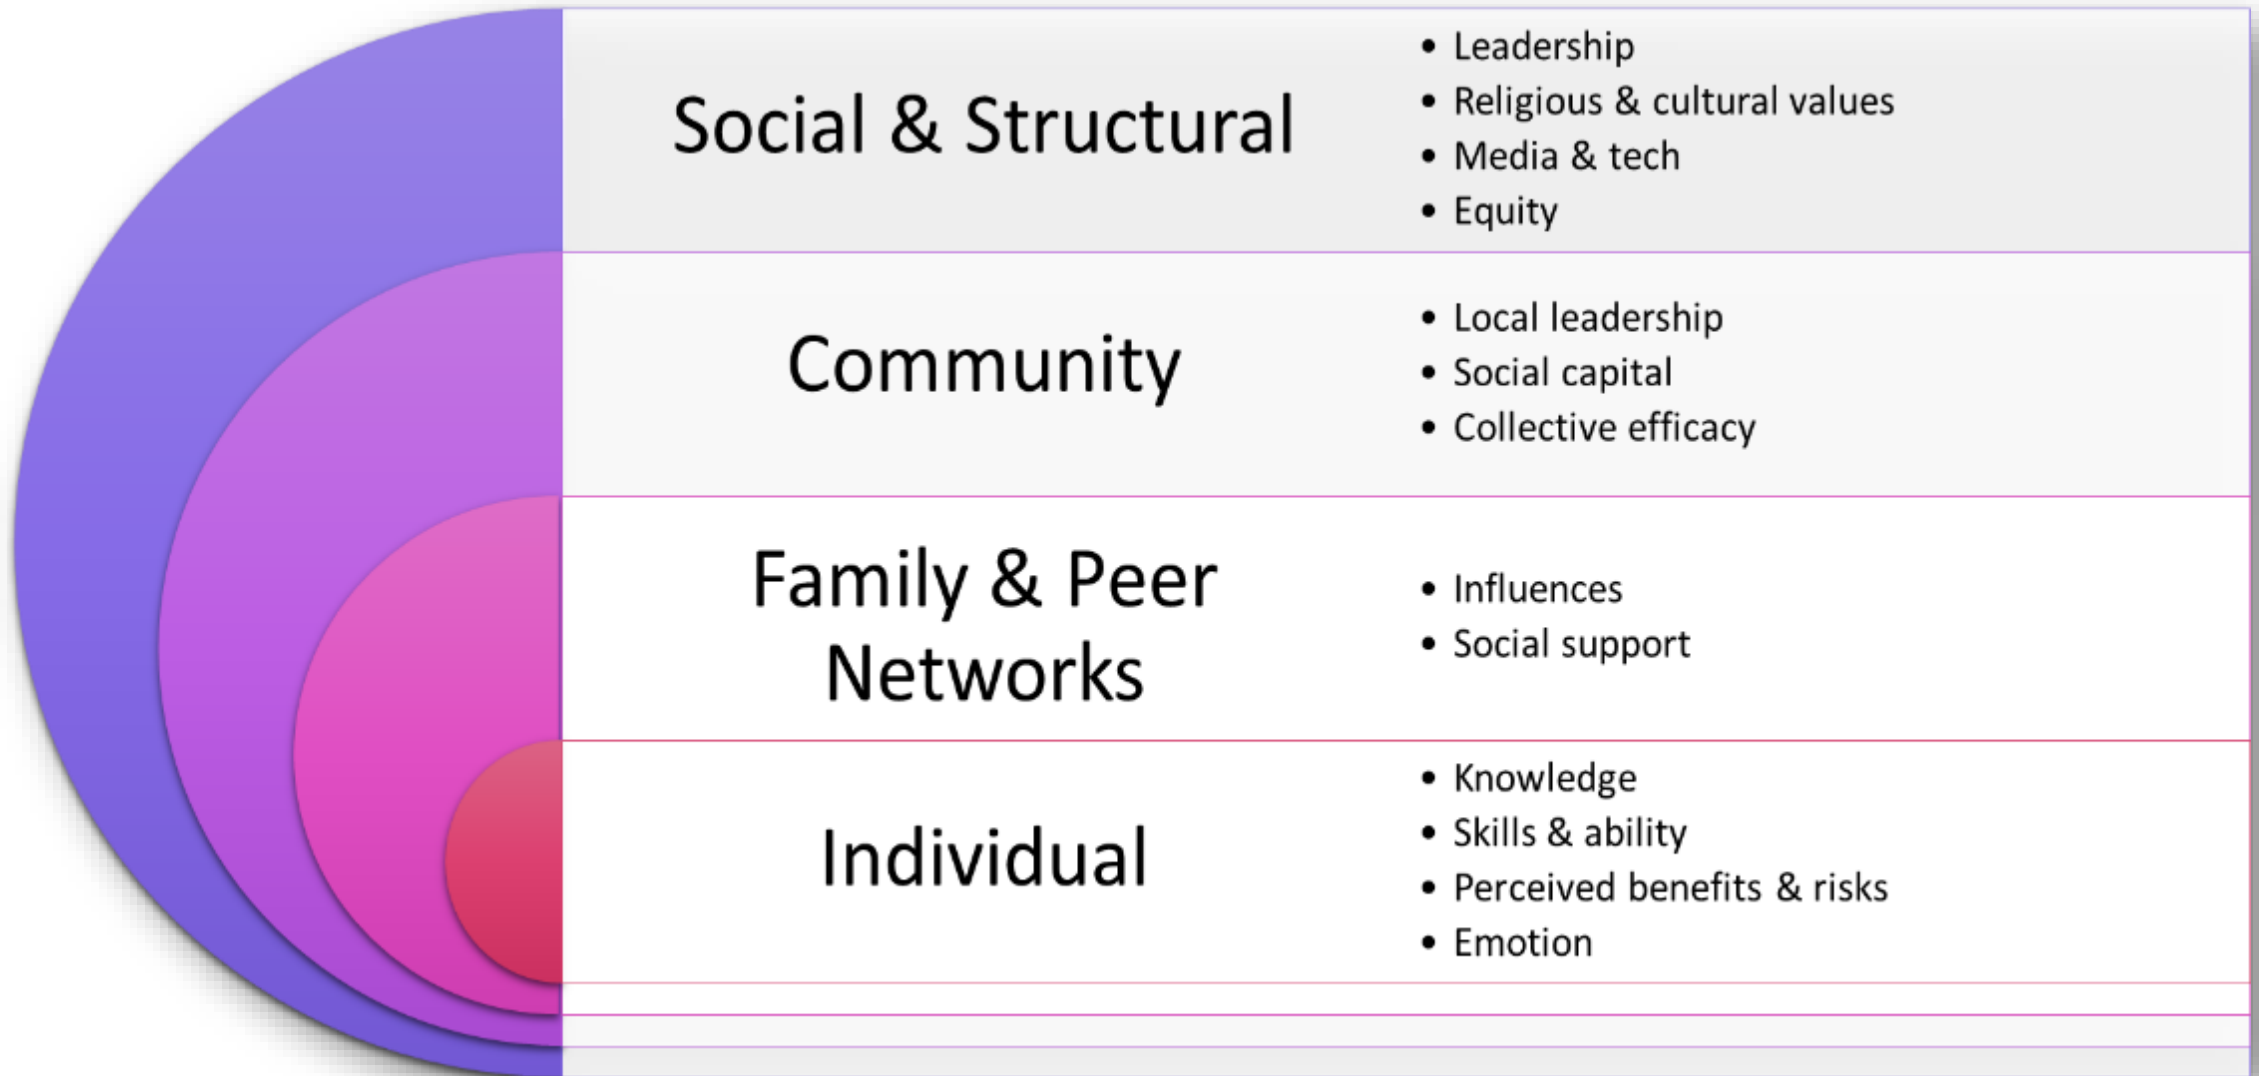 Social & Structural
• Leadership
• Religious & cultural values
• Media & tech
• Equity
Community
• Local leadership
• Social capital
• Collective efficacy
Family & Peer
Networks
• Influences
• Social support
Individual
• Knowledge
• Skills & ability
• Perceived benefits & risks
• Emotion